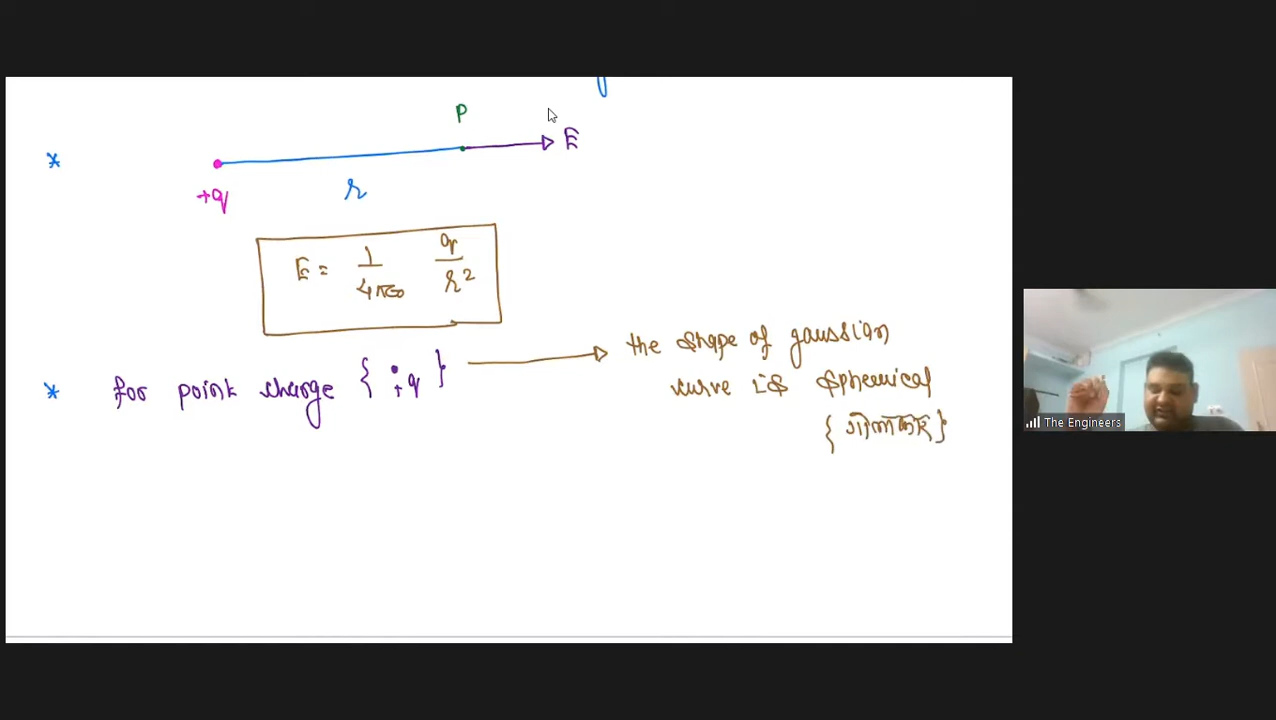 P
* E
+q r
E = 1/4πε0 q/r²
the shape of gaussian
* for point charge { +q }
curve is spherical
{ गोलाकार }
The Engineers